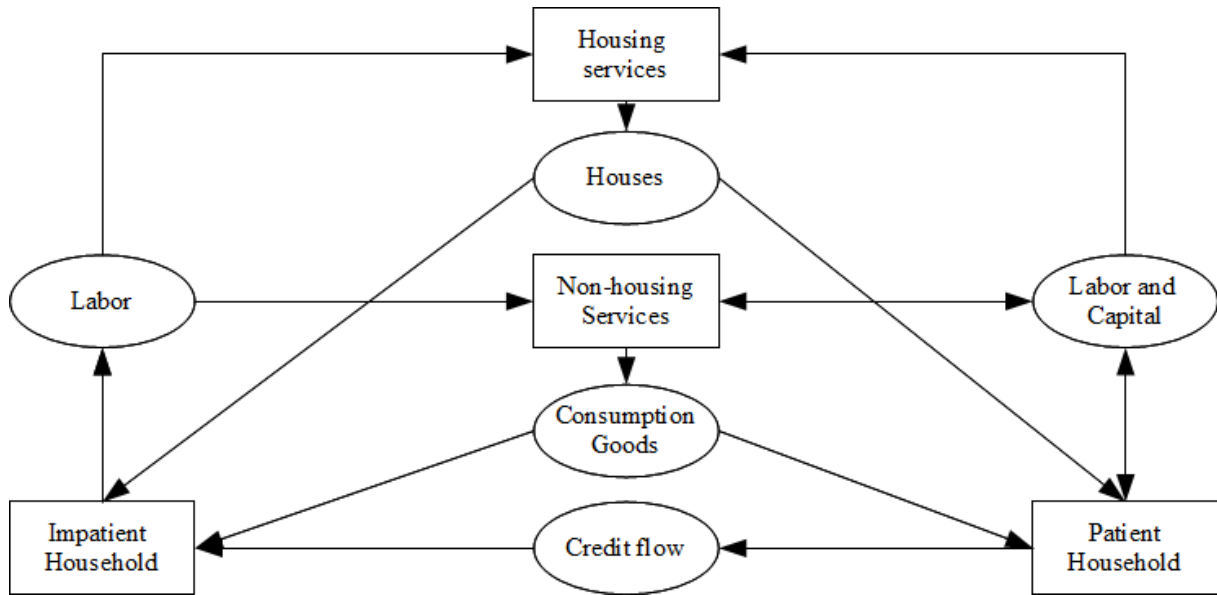 Housing
services
Houses
Labor
Non-housing
Services
Labor and
Capital
Consumption
Goods
Impatient
Household
Credit flow
Patient
Household